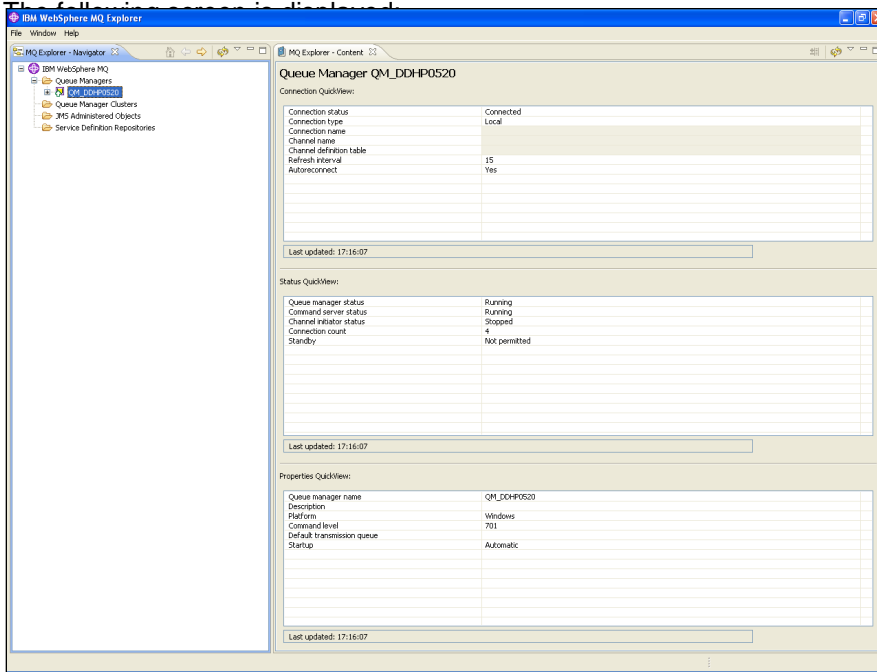 The following screen is displayed:
IBM WebSphere MQ Explorer
File Window Help
MQ Explorer - Navigator
IBM WebSphere MQ
Queue Managers
QM_DDHP0520
Queue Manager Clusters
JMS Administered Objects
Service Definition Repositories
MQ Explorer - Content
Queue Manager QM_DDHP0520
Connection QuickView:
Connection status Connected
Connection type Local
Connection name
Channel name
Channel definition table
Refresh interval 15
Autoreconnect Yes
Last updated: 17:16:07
Status QuickView:
Queue manager status Running
Command server status Running
Channel initiator status Stopped
Connection count 4
Standby Not permitted
Last updated: 17:16:07
Properties QuickView:
Queue manager name QM_DDHP0520
Description
Platform Windows
Command level 701
Default transmission queue
Startup Automatic
Last updated: 17:16:07